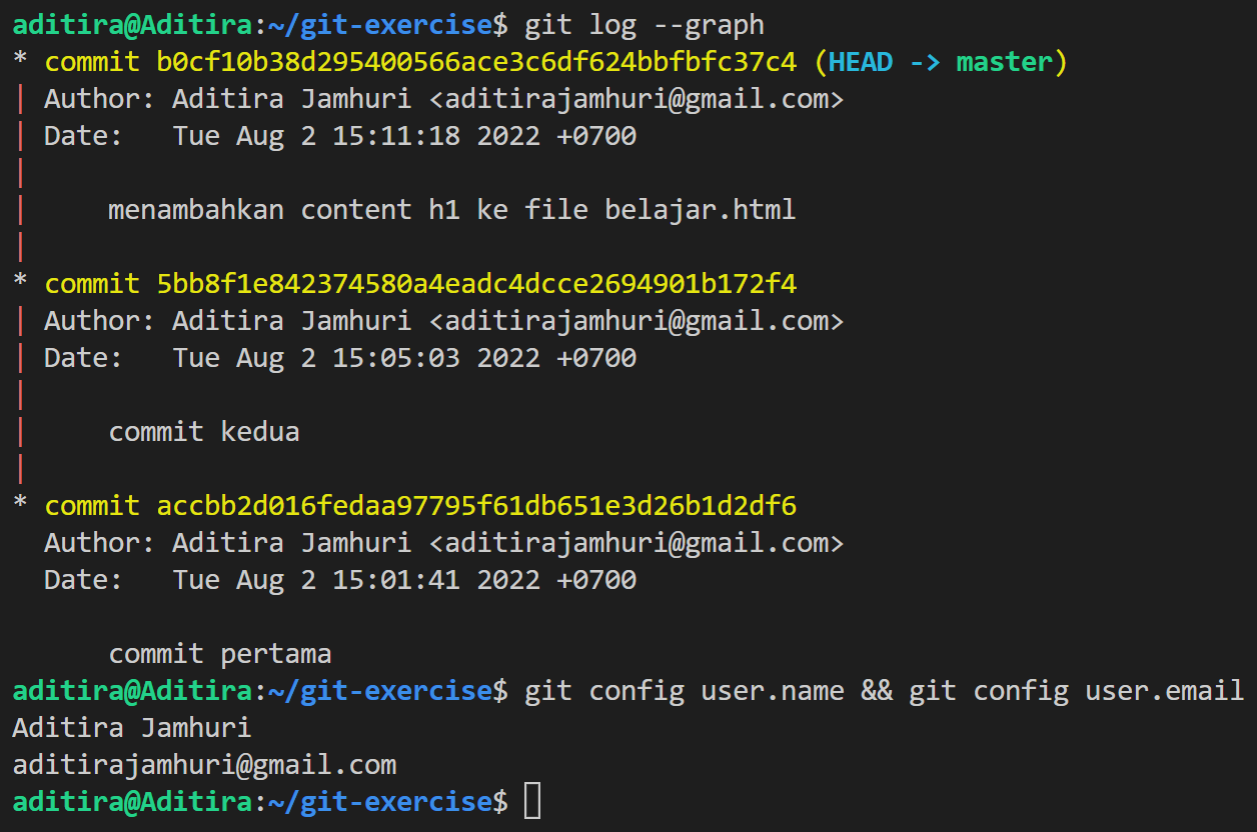 aditira@Aditira:~/git-exercise$ git log --graph
* commit b0cf10b38d295400566ace3c6df624bbfbfc37c4 (HEAD -> master)
| Author: Aditira Jamhuri <aditirajamhuri@gmail.com>
| Date:   Tue Aug 2 15:11:18 2022 +0700
|
|     menambahkan content h1 ke file belajar.html
|
* commit 5bb8f1e842374580a4eadc4dcce2694901b172f4
| Author: Aditira Jamhuri <aditirajamhuri@gmail.com>
| Date:   Tue Aug 2 15:05:03 2022 +0700
|
|     commit kedua
|
* commit accbb2d016fedaa97795f61db651e3d26b1d2df6
  Author: Aditira Jamhuri <aditirajamhuri@gmail.com>
  Date:   Tue Aug 2 15:01:41 2022 +0700

      commit pertama
aditira@Aditira:~/git-exercise$ git config user.name && git config user.email
Aditira Jamhuri
aditirajamhuri@gmail.com
aditira@Aditira:~/git-exercise$